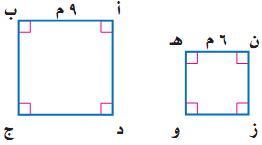 أ ٩ م ب
د ج
ن ٦ م هـ
ز و